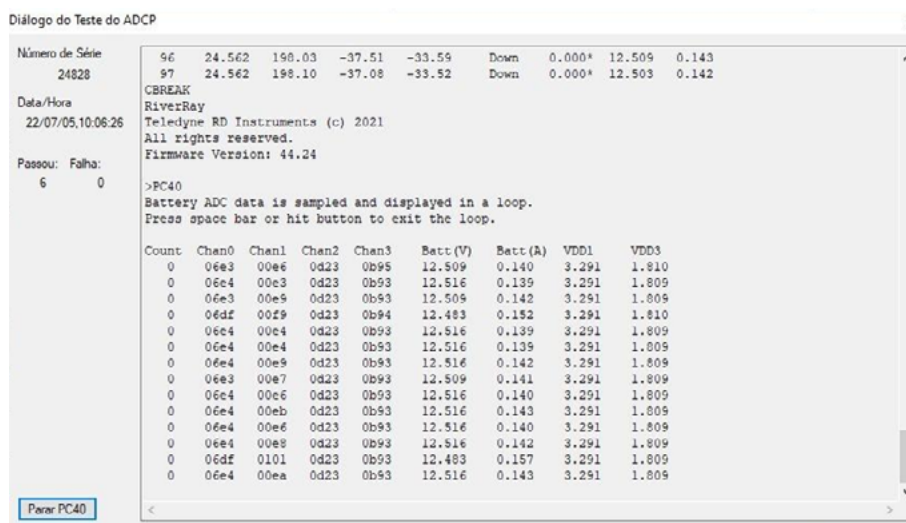 Diálogo do Teste do ADCP
Número de Série
24828
Data/Hora
22/07/05,10:06:26
Passou: Falha:
6 0
96 24.562 198.03 -37.51 -33.59 Down 0.000* 12.509 0.143
97 24.562 198.10 -37.08 -33.52 Down 0.000* 12.503 0.142
CBREAK
RiverRay
Teledyne RD Instruments (c) 2021
All rights reserved.
Firmware Version: 44.24
>PC40
Battery ADC data is sampled and displayed in a loop.
Press space bar or hit button to exit the loop.
Count Chan0 Chan1 Chan2 Chan3 Batt(V) Batt(A) VDD1 VDD3
0 06e3 00e6 0d23 0b95 12.509 0.140 3.291 1.810
0 06e4 00e3 0d23 0b93 12.516 0.139 3.291 1.809
0 06e3 00e9 0d23 0b93 12.509 0.142 3.291 1.809
0 06df 00f9 0d23 0b94 12.483 0.152 3.291 1.810
0 06e4 00e4 0d23 0b93 12.516 0.139 3.291 1.809
0 06e4 00e4 0d23 0b93 12.516 0.139 3.291 1.809
0 06e4 00e9 0d23 0b93 12.516 0.142 3.291 1.809
0 06e3 00e7 0d23 0b93 12.509 0.141 3.291 1.809
0 06e4 00e6 0d23 0b93 12.516 0.140 3.291 1.809
0 06e4 00eb 0d23 0b93 12.516 0.143 3.291 1.809
0 06e4 00e6 0d23 0b93 12.516 0.140 3.291 1.809
0 06e4 00e8 0d23 0b93 12.516 0.142 3.291 1.809
0 06df 0101 0d23 0b93 12.483 0.157 3.291 1.809
0 06e4 00ea 0d23 0b93 12.516 0.143 3.291 1.809
Parar PC40